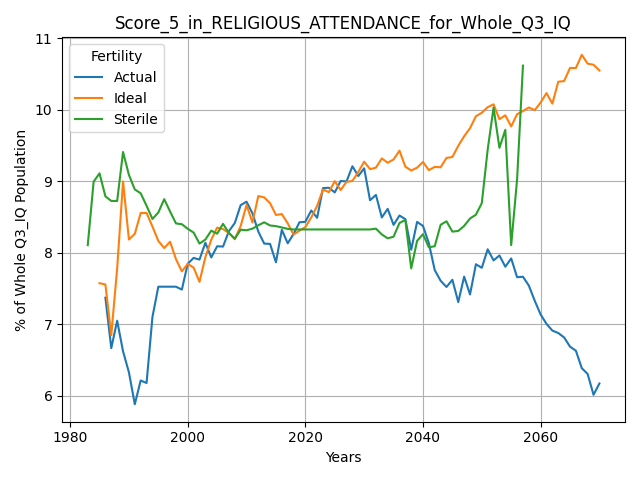 Score_5_in_RELIGIOUS_ATTENDANCE_for_Whole_Q3_IQ
Fertility
Actual
Ideal
Sterile
% of Whole Q3_IQ Population
11
10
9
8
7
6
1980
2000
2020
2040
2060
Years